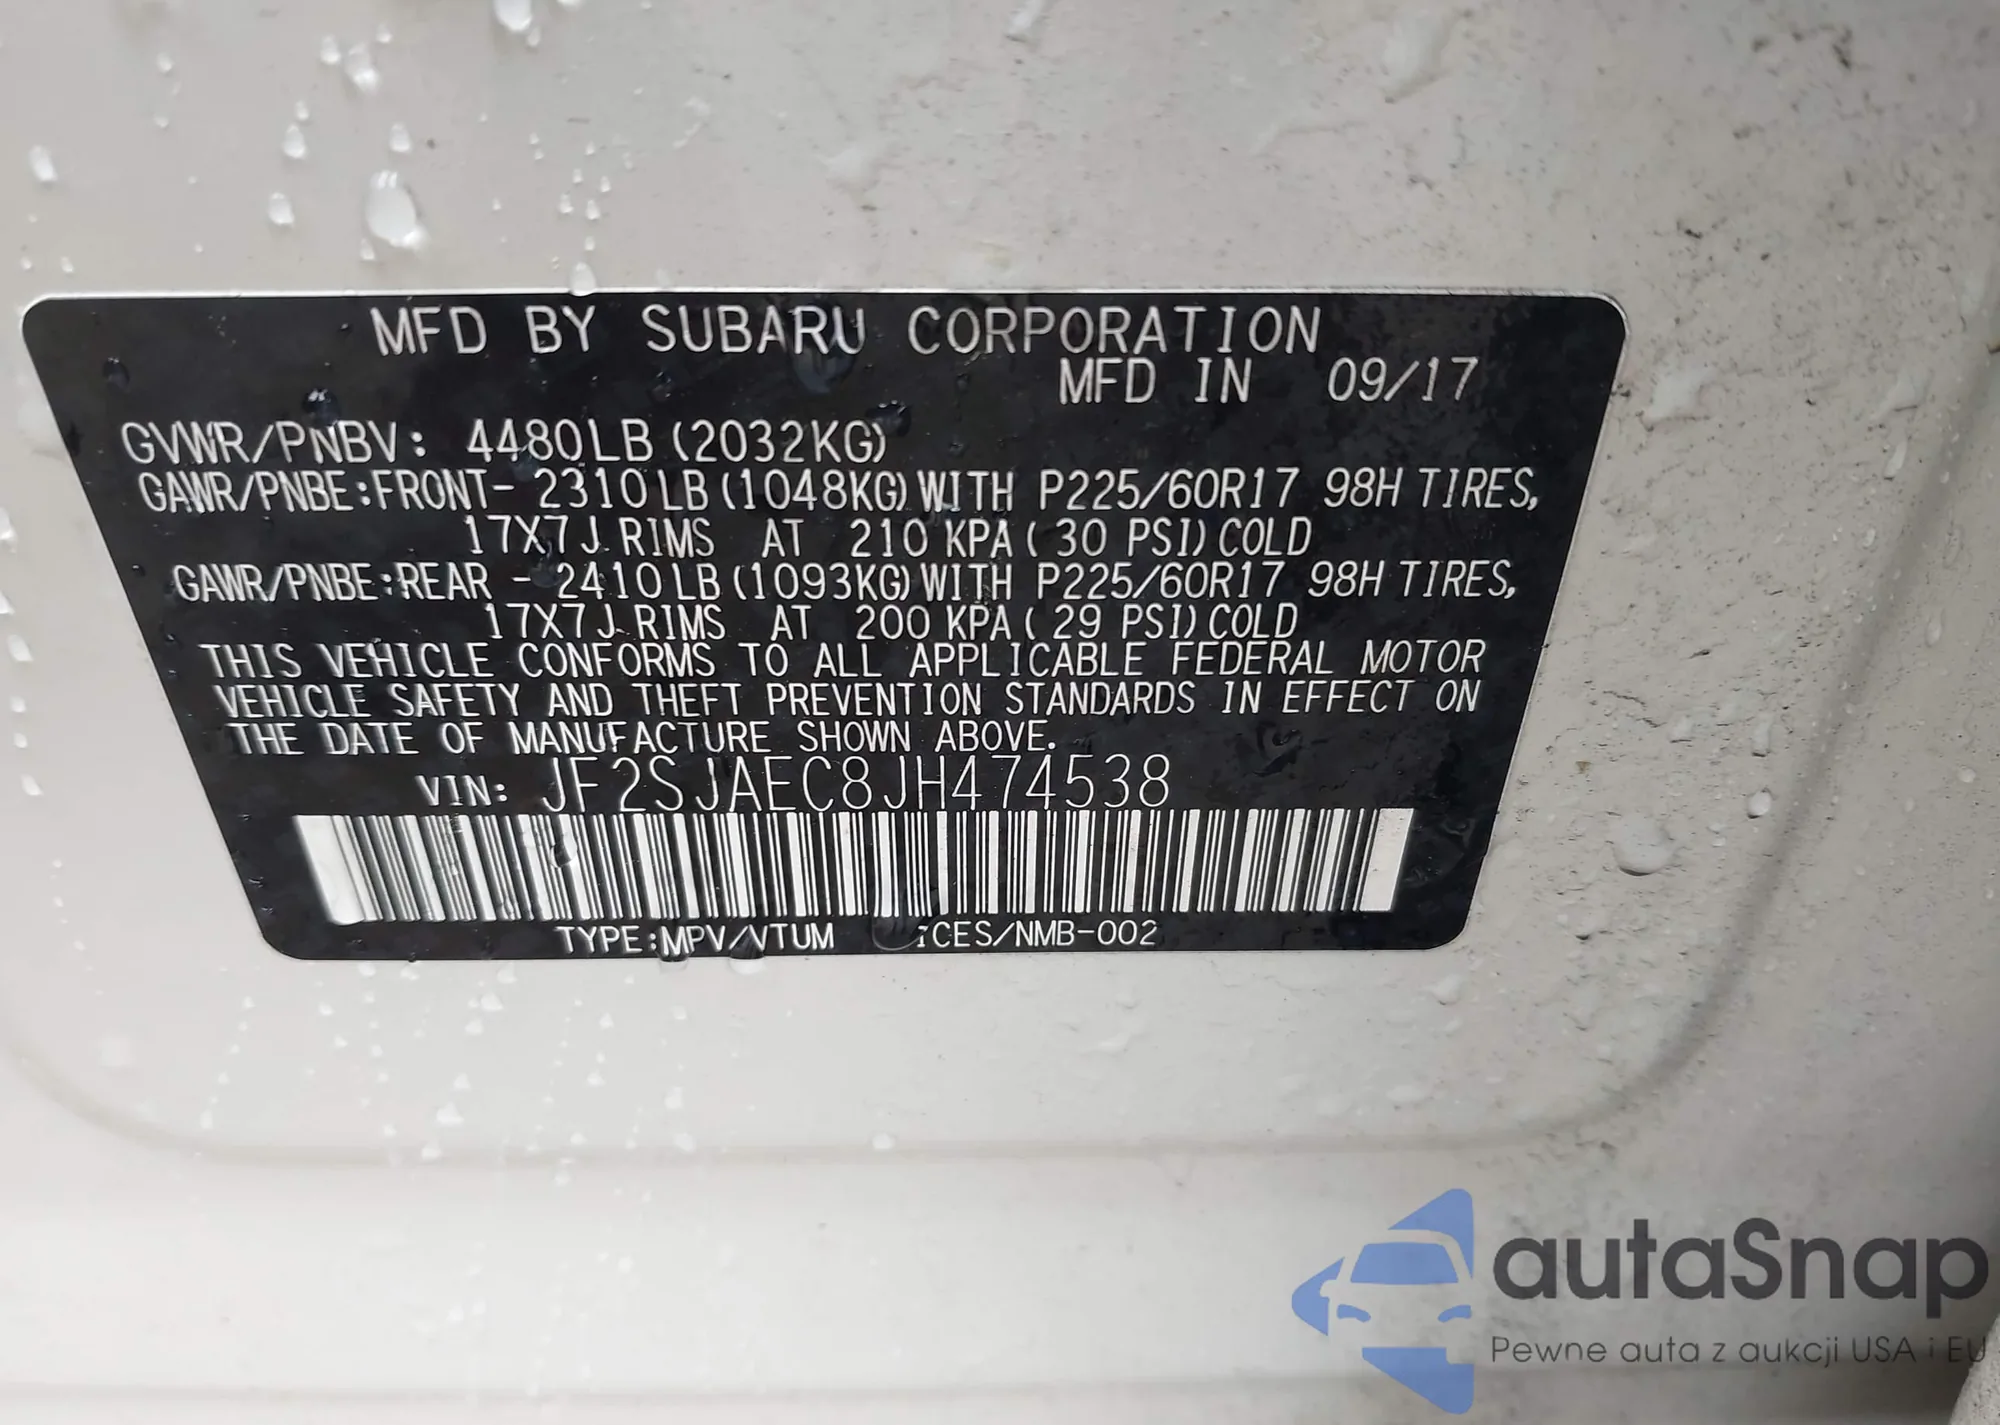 MFD BY SUBARU CORPORATION
MFD IN 09/17
GVWR/PNBV: 4480LB (2032KG)
GAWR/PNBE:FRONT- 2310LB (1048KG) WITH P225/60R17 98H TIRES,
17X7J RIMS AT 210 KPA ( 30 PSI) COLD
GAWR/PNBE:REAR - 2410LB (1093KG) WITH P225/60R17 98H TIRES,
17X7J RIMS AT 200 KPA ( 29 PSI) COLD
THIS VEHICLE CONFORMS TO ALL APPLICABLE FEDERAL MOTOR
VEHICLE SAFETY AND THEFT PREVENTION STANDARDS IN EFFECT ON
THE DATE OF MANUFACTURE SHOWN ABOVE.
VIN: JF2SJAEC8JH474538
TYPE:MPV/VTUM ICES/NMB-002
autaSnap
Pewne auta z aukcji USA i EU